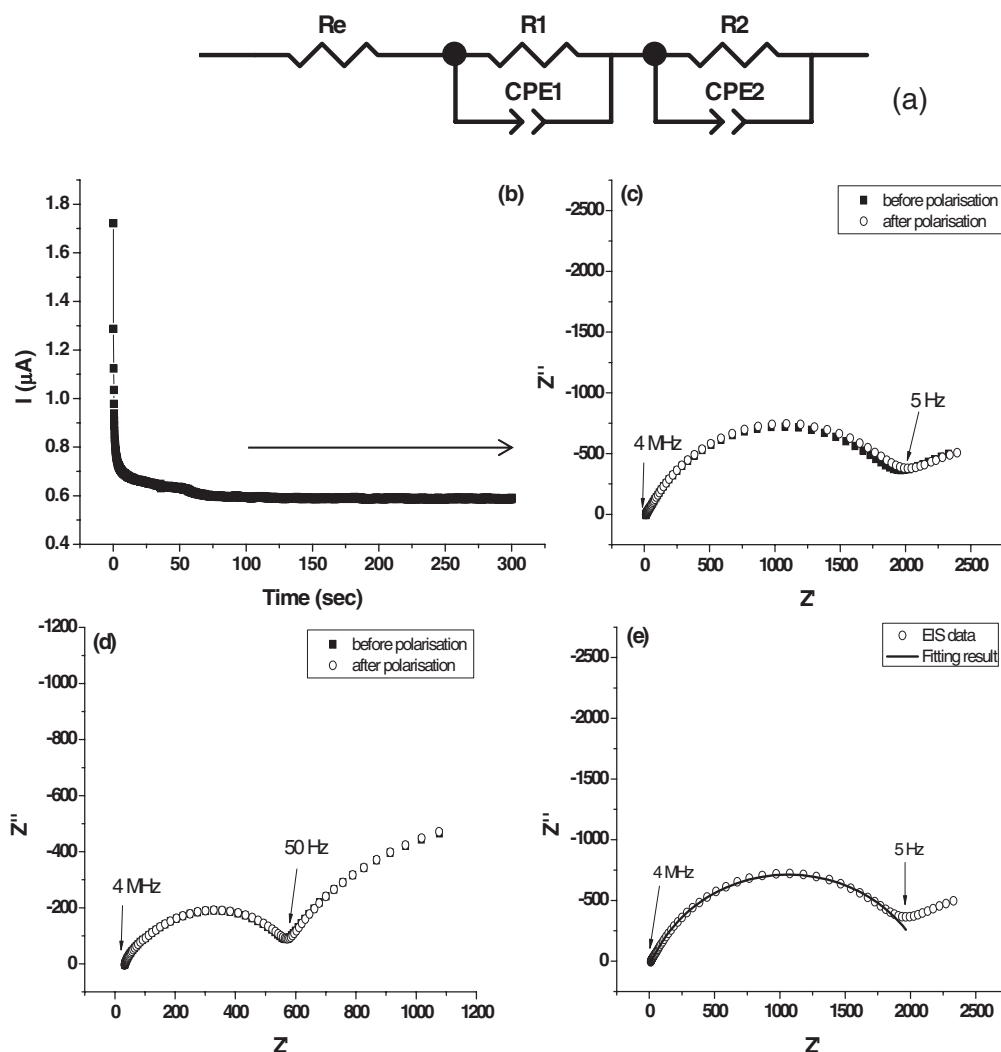 Re R1 R2
CPE1 CPE2
(a)
(b)
1.8
1.6
1.4
1.2
1.0
0.8
0.6
0.4
I (μA)
0 50 100 150 200 250 300
Time (sec)
(c)
before polarisation
after polarisation
-2500
-2000
-1500
-1000
-500
0
Z''
4 MHz
5 Hz
0 500 1000 1500 2000 2500
Z'
(d)
before polarisation
after polarisation
-1200
-1000
-800
-600
-400
-200
0
Z''
4 MHz
50 Hz
0 200 400 600 800 1000 1200
Z'
(e)
EIS data
Fitting result
-2500
-2000
-1500
-1000
-500
0
Z''
4 MHz
5 Hz
0 500 1000 1500 2000 2500
Z'